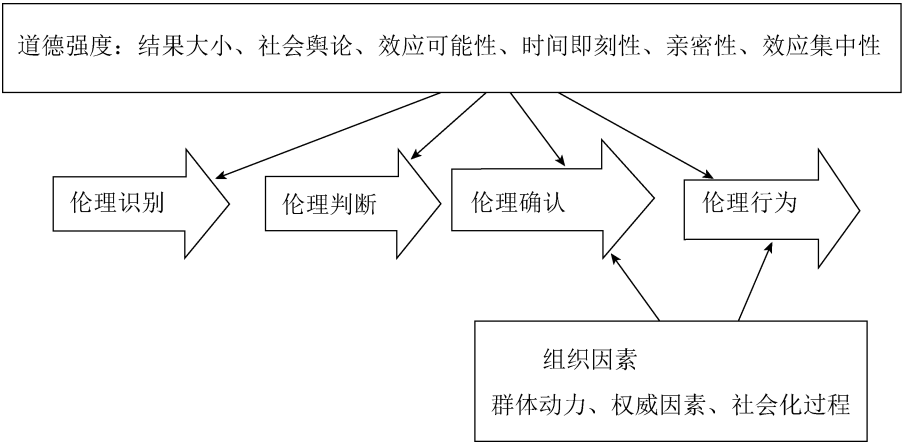 道德强度：结果大小、社会舆论、效应可能性、时间即刻性、亲密性、效应集中性
伦理识别
伦理判断
伦理确认
伦理行为
组织因素
群体动力、权威因素、社会化过程